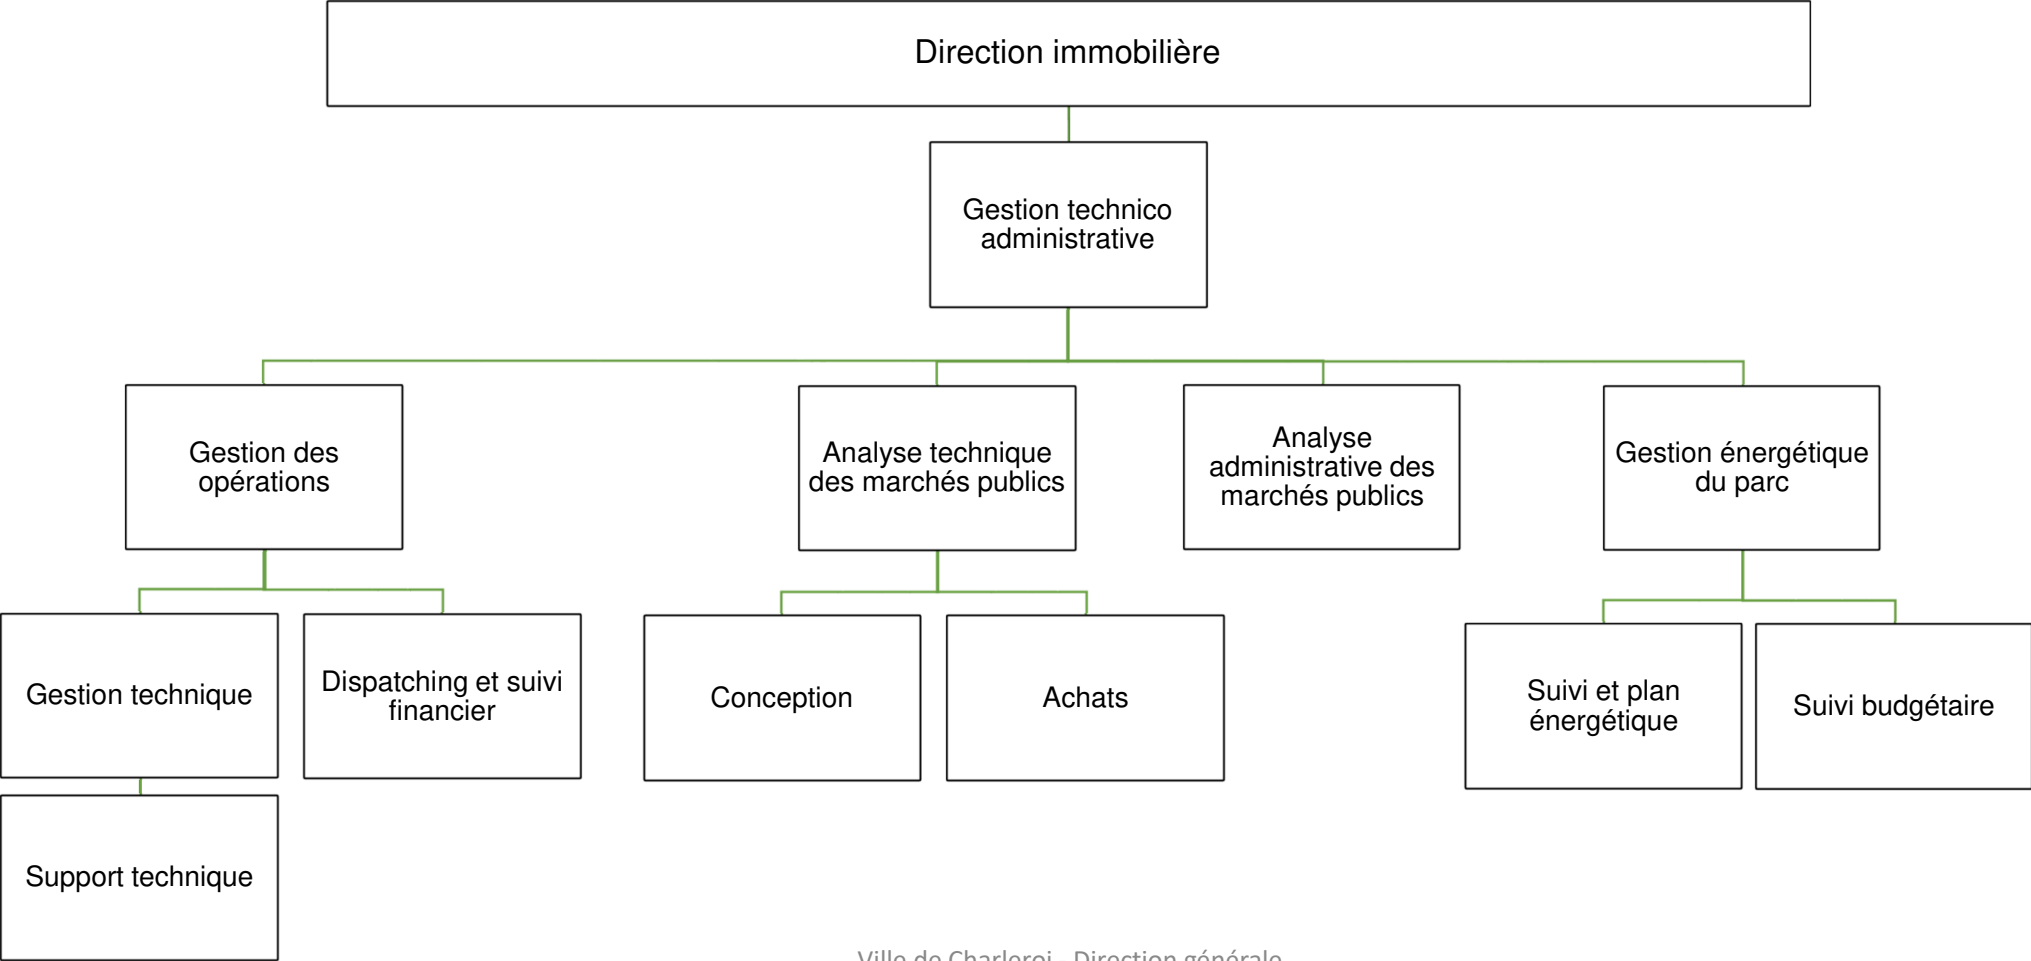 Direction immobilière
Gestion technico
administrative
Gestion des
opérations
Analyse technique
des marchés publics
Analyse
administrative des
marchés publics
Gestion énergétique
du parc
Gestion technique
Dispatching et suivi
financier
Conception
Achats
Suivi et plan
énergétique
Suivi budgétaire
Support technique
Ville de Charleroi - Direction générale